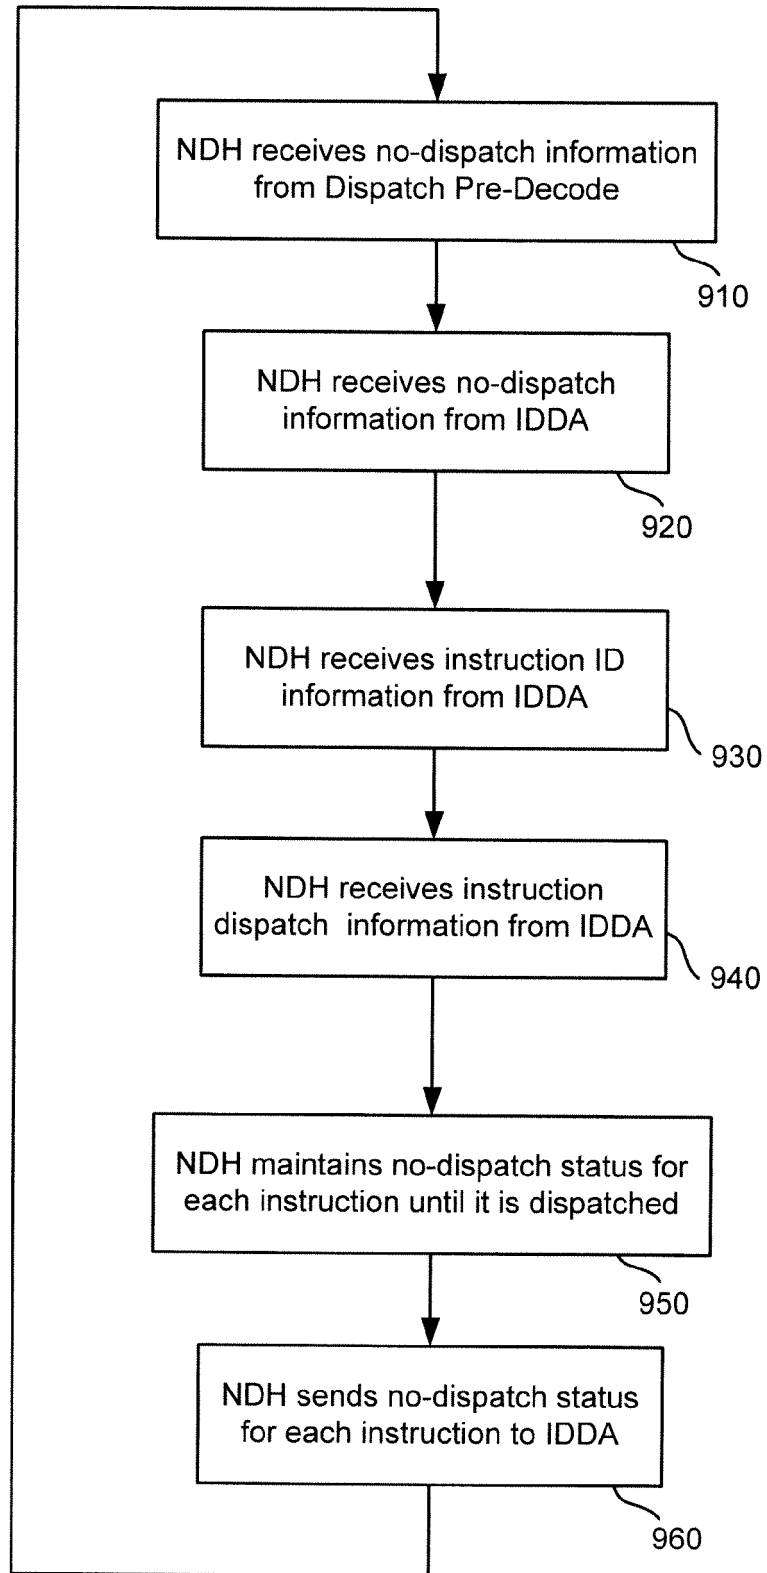 NDH receives no-dispatch information
from Dispatch Pre-Decode
910
NDH receives no-dispatch
information from IDDA
920
NDH receives instruction ID
information from IDDA
930
NDH receives instruction
dispatch information from IDDA
940
NDH maintains no-dispatch status for
each instruction until it is dispatched
950
NDH sends no-dispatch status
for each instruction to IDDA
960